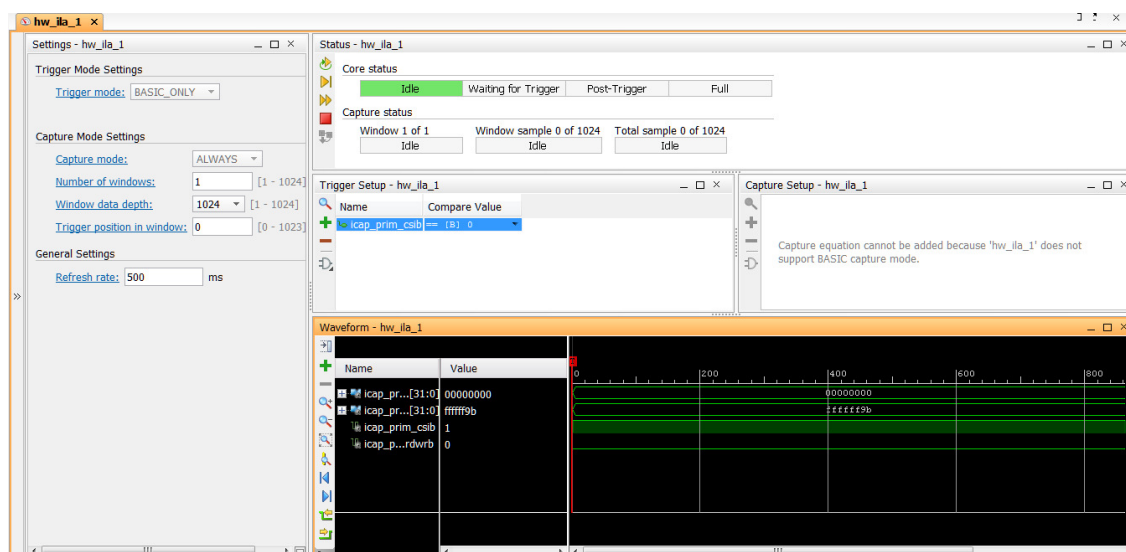 hw_ila_1
Settings - hw_ila_1
Trigger Mode Settings
Trigger mode: BASIC_ONLY
Capture Mode Settings
Capture mode: ALWAYS
Number of windows: 1 [1 - 1024]
Window data depth: 1024 [1 - 1024]
Trigger position in window: 0 [0 - 1023]
General Settings
Refresh rate: 500 ms
Status - hw_ila_1
Core status
Idle Waiting for Trigger Post-Trigger Full
Capture status
Window 1 of 1 Window sample 0 of 1024 Total sample 0 of 1024
Idle Idle Idle
Trigger Setup - hw_ila_1
Name Compare Value
icap_prim_csib == [B] 0
Capture Setup - hw_ila_1
Capture equation cannot be added because 'hw_ila_1' does not
support BASIC capture mode.
Waveform - hw_ila_1
Name Value
0 200 400 600 800
icap_pr...[31:0] 00000000 00000000
icap_pr...[31:0] ffffff9b ffffff9b
icap_prim_csib 1
icap_p...rdwrb 0